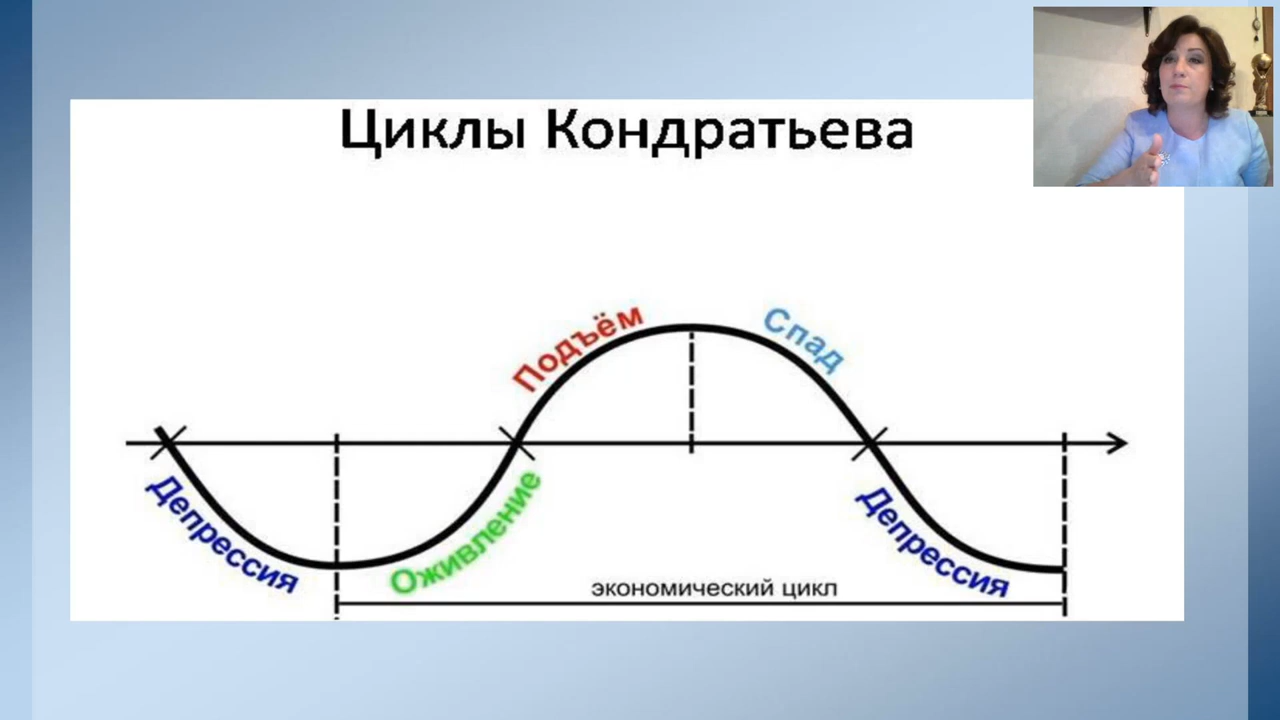 Циклы Кондратьева
Подъём
Спад
Депрессия
Оживление
Депрессия
экономический цикл